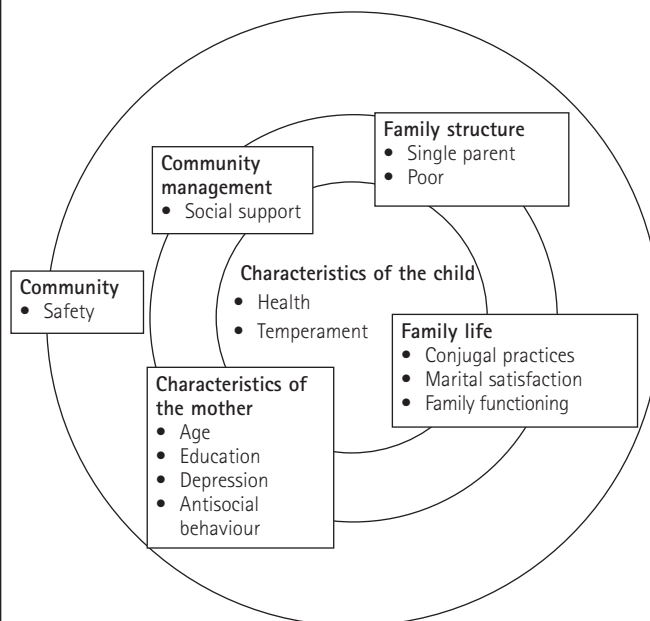 Family structure
• Single parent
• Poor
Community
management
• Social support
Characteristics of the child
• Health
• Temperament
Community
• Safety
Family life
• Conjugal practices
• Marital satisfaction
• Family functioning
Characteristics of
the mother
• Age
• Education
• Depression
• Antisocial
behaviour